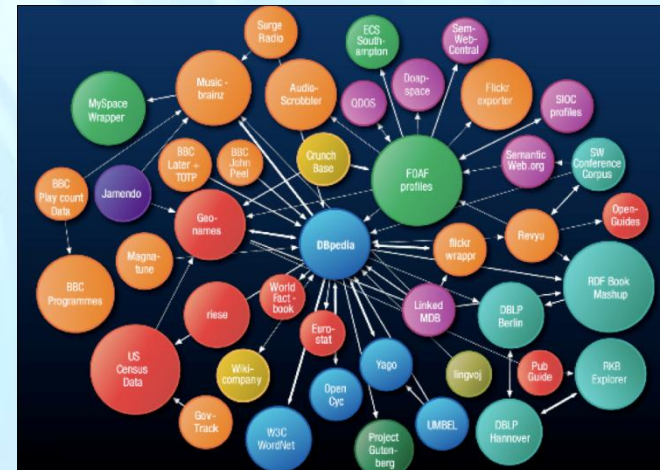 Surge
Radio
ECS
South-
ampton
Sem-
Web-
Central
Music -
brainz
Audio-
Scrobbler
Doap-
space
Flickr
exporter
MySpace
Wrapper
QDOS
SIOC
profiles
BBC
Later +
TOTP
BBC
John
Peel
Crunch
Base
FOAF
profiles
Semantic
Web.org
SW
Conference
Corpus
BBC
Play count
Data
Jamendo
Geo-
names
DBpedia
flickr
wrappr
Revyu
Open-
Guides
Magna-
tune
BBC
Programmes
riese
World
Fact -
book
Linked
MDB
RDF Book
Mashup
DBLP
Berlin
Euro-
stat
US
Census
Data
Wiki-
company
Open
Cyc
Yago
lingvoj
Pub
Guide
RKB
Explorer
Gov-
Track
W3C
WordNet
UMBEL
DBLP
Hannover
Project
Guten-
berg